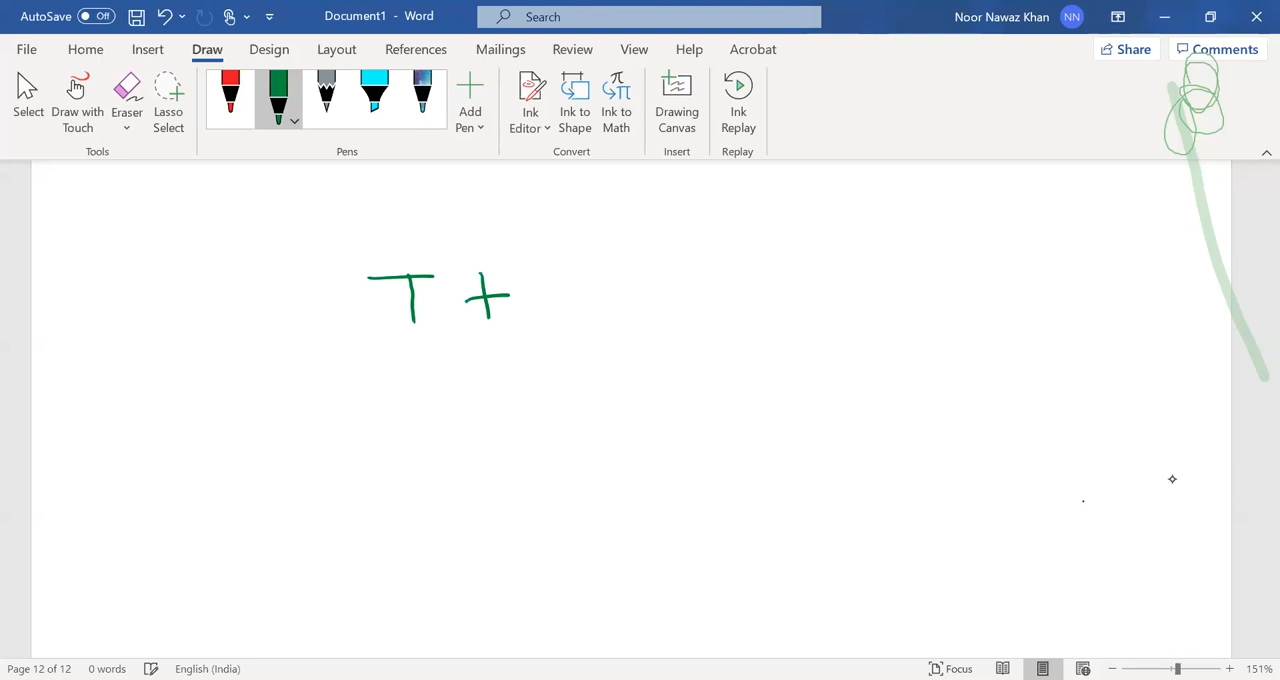 AutoSave Off Document1 - Word Search Noor Nawaz Khan NN
File Home Insert Draw Design Layout References Mailings Review View Help Acrobat Share Comments
Select Draw with Touch Eraser Lasso Select Add Pen Ink Editor Ink to Shape Ink to Math Drawing Canvas Ink Replay
Tools Pens Convert Insert Replay
T +
Page 12 of 12 0 words English (India) Focus 151%